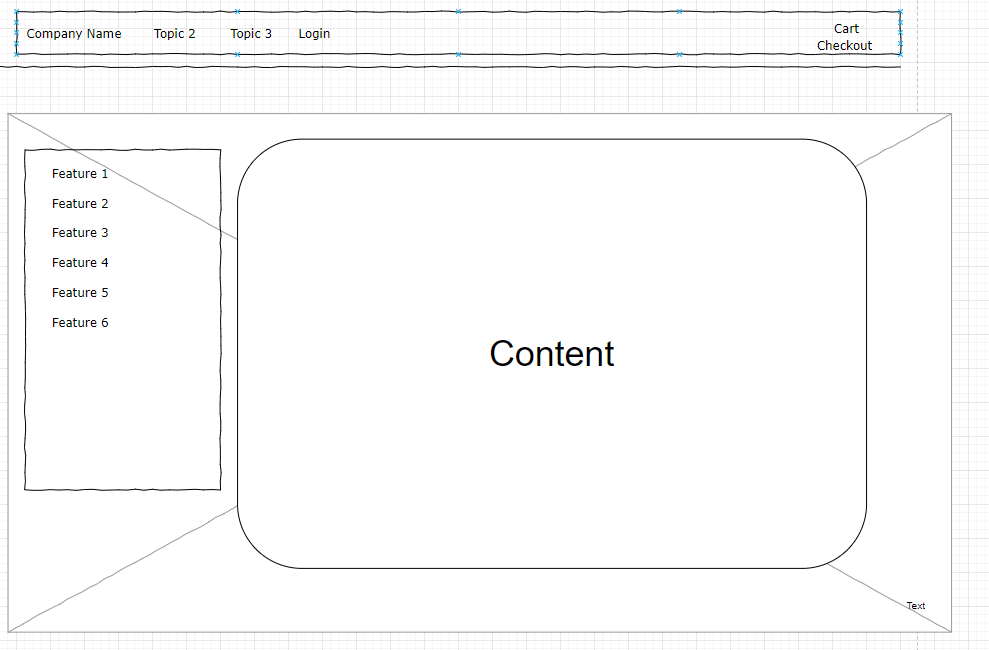 Company Name Topic 2 Topic 3 Login Cart
Checkout
Feature 1
Feature 2
Feature 3
Feature 4
Feature 5
Feature 6
Content
Text